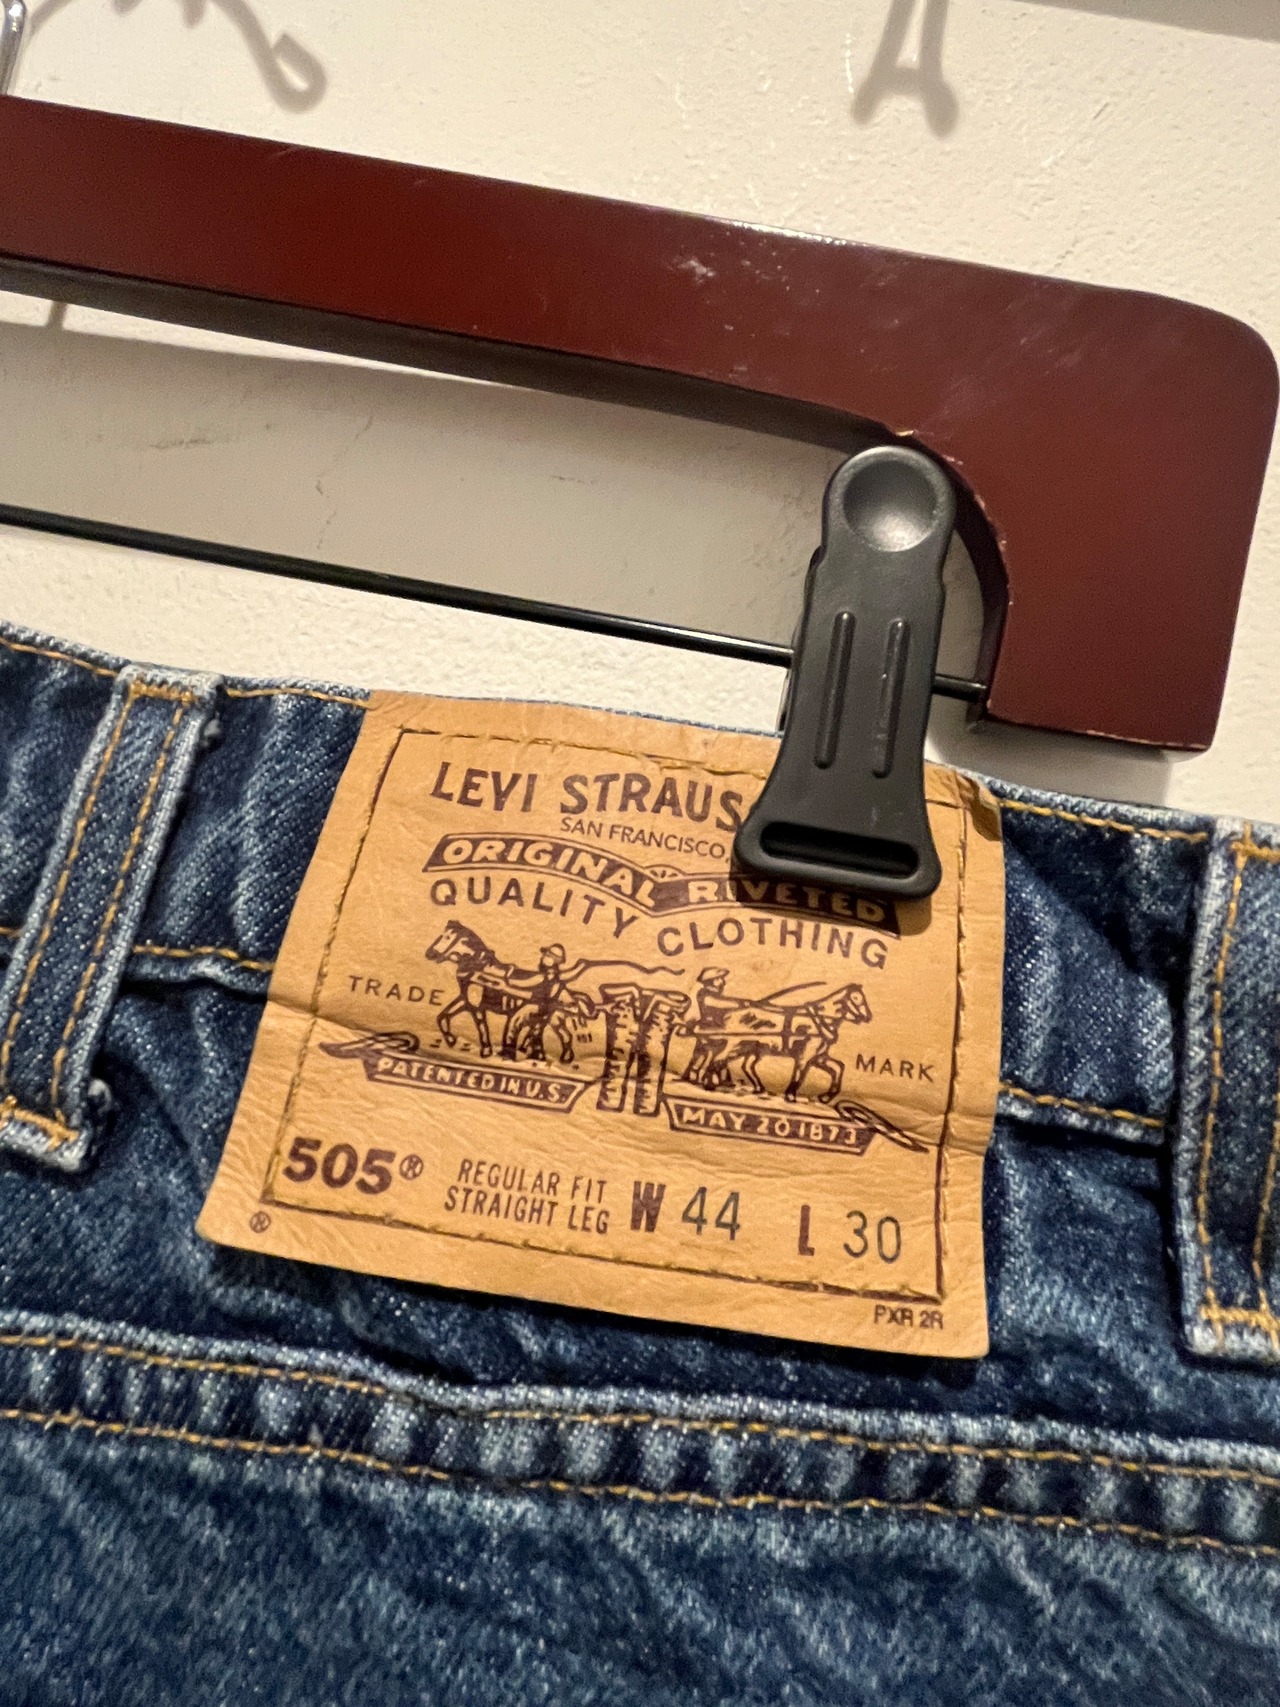 LEVI STRAUS
SAN FRANCISCO,
ORIGINAL RIVETED
QUALITY CLOTHING
TRADE MARK
PATENTED IN U.S.
MAY 20 1873
505® REGULAR FIT
STRAIGHT LEG
W 44 L 30
®
PXR 2R